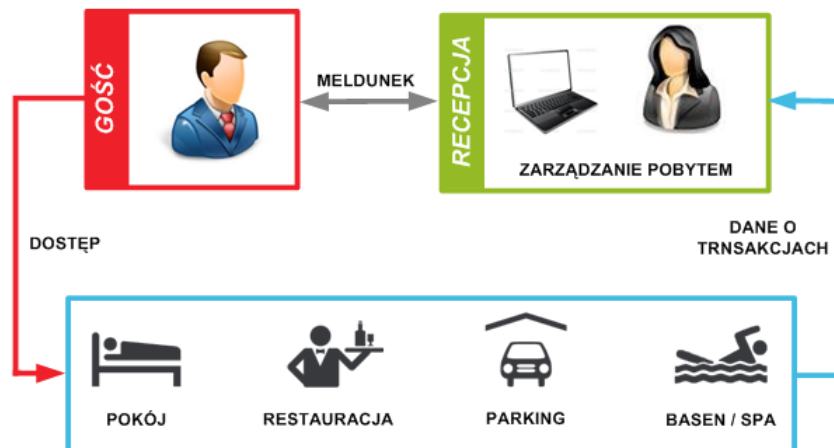 GOŚĆ
MELDUNEK
RECEPCJA
ZARZĄDZANIE POBYTEM
DOSTĘP
DANE O
TRNSAKCJACH
POKÓJ
RESTAURACJA
PARKING
BASEN / SPA